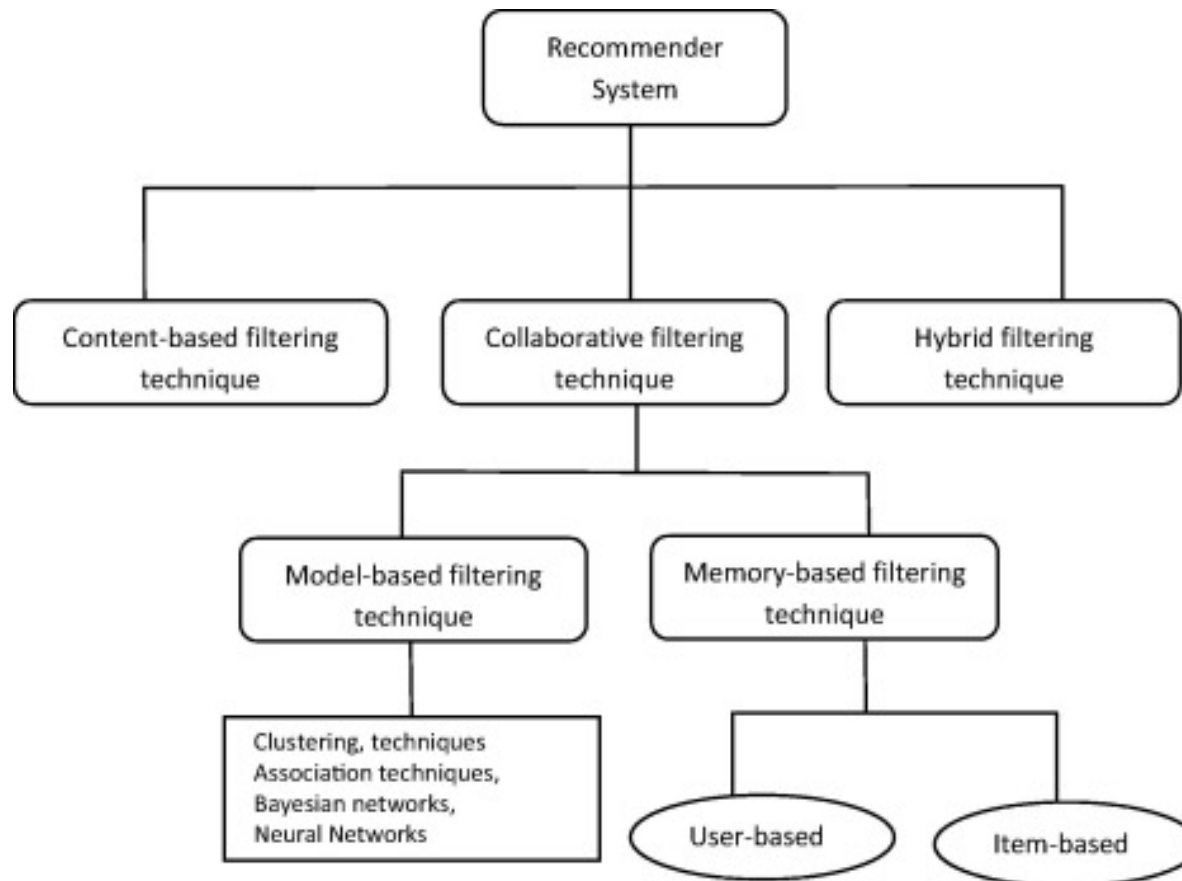 Recommender
System
Content-based filtering
technique
Collaborative filtering
technique
Hybrid filtering
technique
Model-based filtering
technique
Memory-based filtering
technique
Clustering, techniques
Association techniques,
Bayesian networks,
Neural Networks
User-based
Item-based